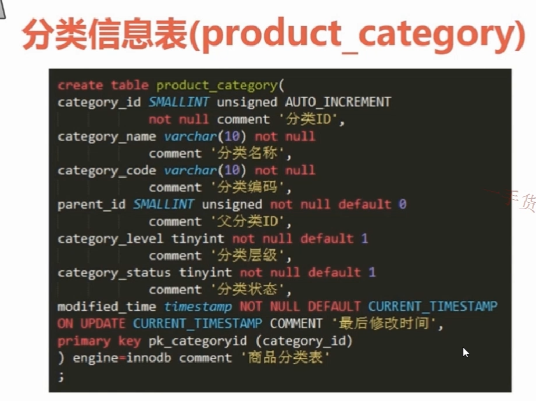 分类信息表(product_category)
create table product_category(
category_id SMALLINT unsigned AUTO_INCREMENT
not null comment '分类ID',
category_name varchar(10) not null
comment '分类名称',
category_code varchar(10) not null
comment '分类编码',
parent_id SMALLINT unsigned not null default 0
comment '父分类ID',
category_level tinyint not null default 1
comment '分类层级',
category_status tinyint not null default 1
comment '分类状态',
modified_time timestamp NOT NULL DEFAULT CURRENT_TIMESTAMP
ON UPDATE CURRENT_TIMESTAMP COMMENT '最后修改时间',
primary key pk_categoryid (category_id)
) engine=innodb comment '商品分类表'
;